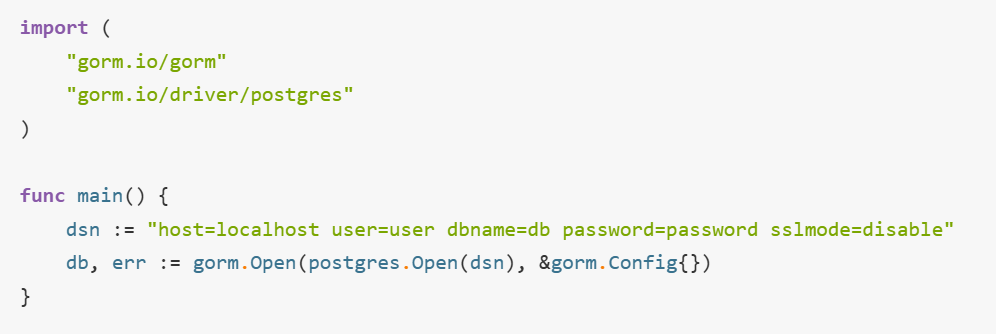 import (
    "gorm.io/gorm"
    "gorm.io/driver/postgres"
)

func main() {
    dsn := "host=localhost user=user dbname=db password=password sslmode=disable"
    db, err := gorm.Open(postgres.Open(dsn), &gorm.Config{})
}